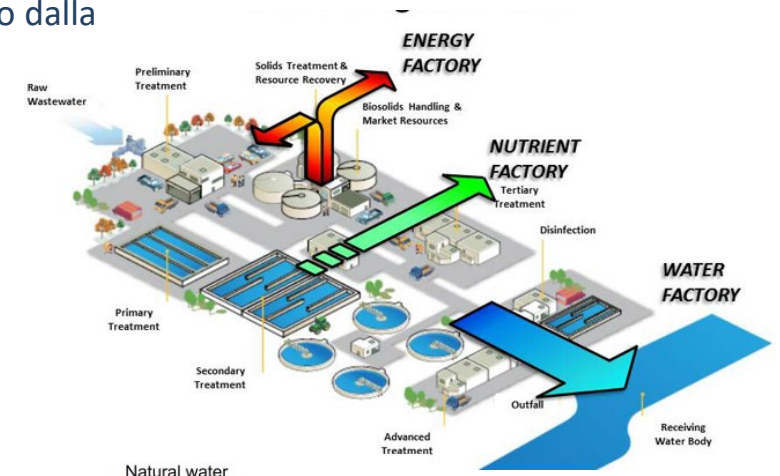 o dalla
ENERGY
FACTORY
Solids Treatment &
Resource Recovery
Preliminary
Treatment
Raw
Wastewater
Biosolids Handling &
Market Resources
NUTRIENT
FACTORY
Tertiary
Treatment
Disinfection
WATER
FACTORY
Primary
Treatment
Secondary
Treatment
Outfall
Receiving
Water Body
Advanced
Treatment
Natural water